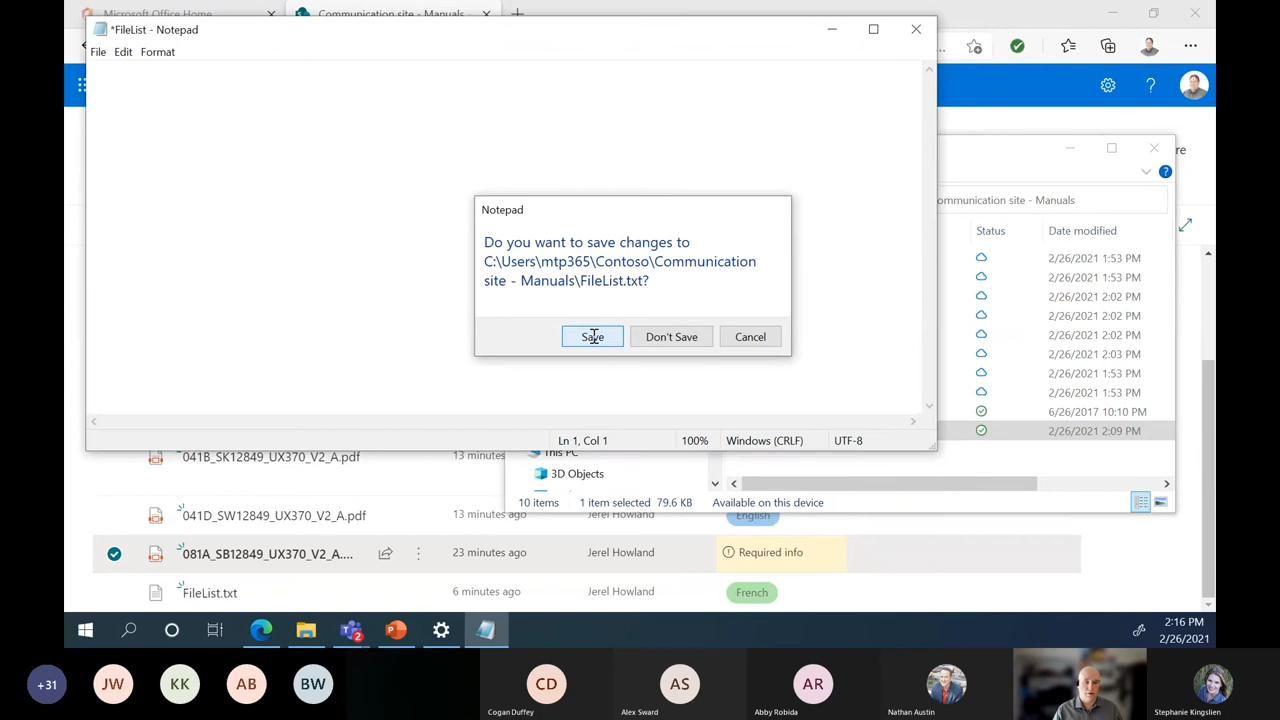 Microsoft Office Home
Communication site - Manuals -
*FileList - Notepad
File Edit Format
re
ommunication site - Manuals
Status Date modified
2/26/2021 1:53 PM
2/26/2021 1:53 PM
2/26/2021 2:02 PM
2/26/2021 2:02 PM
2/26/2021 2:02 PM
2/26/2021 2:03 PM
2/26/2021 1:53 PM
2/26/2021 1:53 PM
6/26/2017 10:10 PM
2/26/2021 2:09 PM
Notepad
Do you want to save changes to
C:\Users\mtp365\Contoso\Communication
site - Manuals\FileList.txt?
Save Don't Save Cancel
Ln 1, Col 1 100% Windows (CRLF) UTF-8
This PC
3D Objects
10 items 1 item selected 79.6 KB Available on this device
041B_SK12849_UX370_V2_A.pdf 13 minutes
041D_SW12849_UX370_V2_A.pdf 13 minutes ago Jerel Howland English
081A_SB12849_UX370_V2_A.... 23 minutes ago Jerel Howland Required info
FileList.txt 6 minutes ago Jerel Howland French
2
2:16 PM
2/26/2021
+31 JW KK AB BW CD AS AR
Cogan Duffey Alex Sward Abby Robida Nathan Austin Stephanie Kingslien